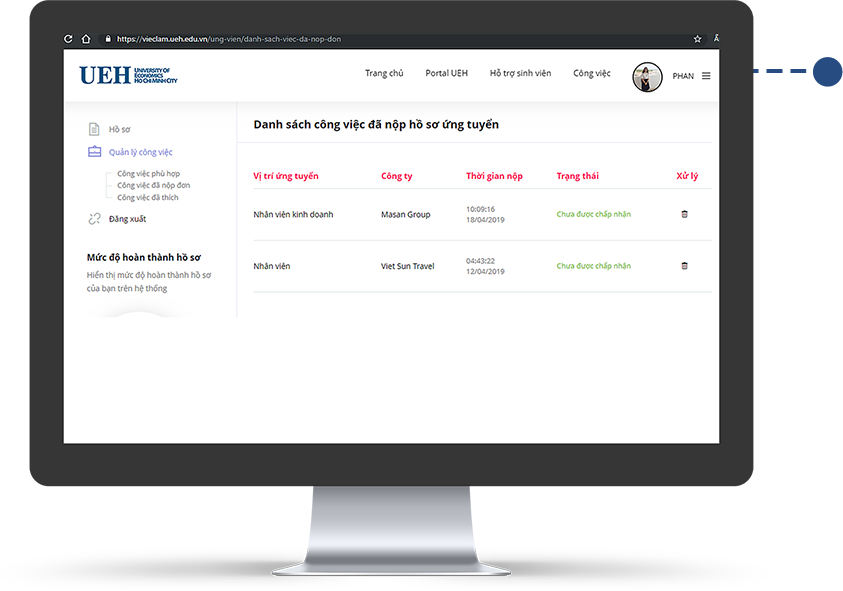 https://vieclam.ueh.edu.vn/ung-vien/danh-sach-viec-da-nop-don
UEH UNIVERSITY OF
ECONOMICS
HO CHI MINH CITY
Trang chủ Portal UEH Hỗ trợ sinh viên Công việc PHAN
Hồ sơ
Quản lý công việc
Công việc phù hợp
Công việc đã nộp đơn
Công việc đã thích
Đăng xuất
Mức độ hoàn thành hồ sơ
Hiển thị mức độ hoàn thành hồ sơ
của bạn trên hệ thống
Danh sách công việc đã nộp hồ sơ ứng tuyển
Vị trí ứng tuyển Công ty Thời gian nộp Trạng thái Xử lý
Nhân viên kinh doanh Masan Group 10:09:16 18/04/2019 Chưa được chấp nhận
Nhân viên Viet Sun Travel 04:43:22 12/04/2019 Chưa được chấp nhận